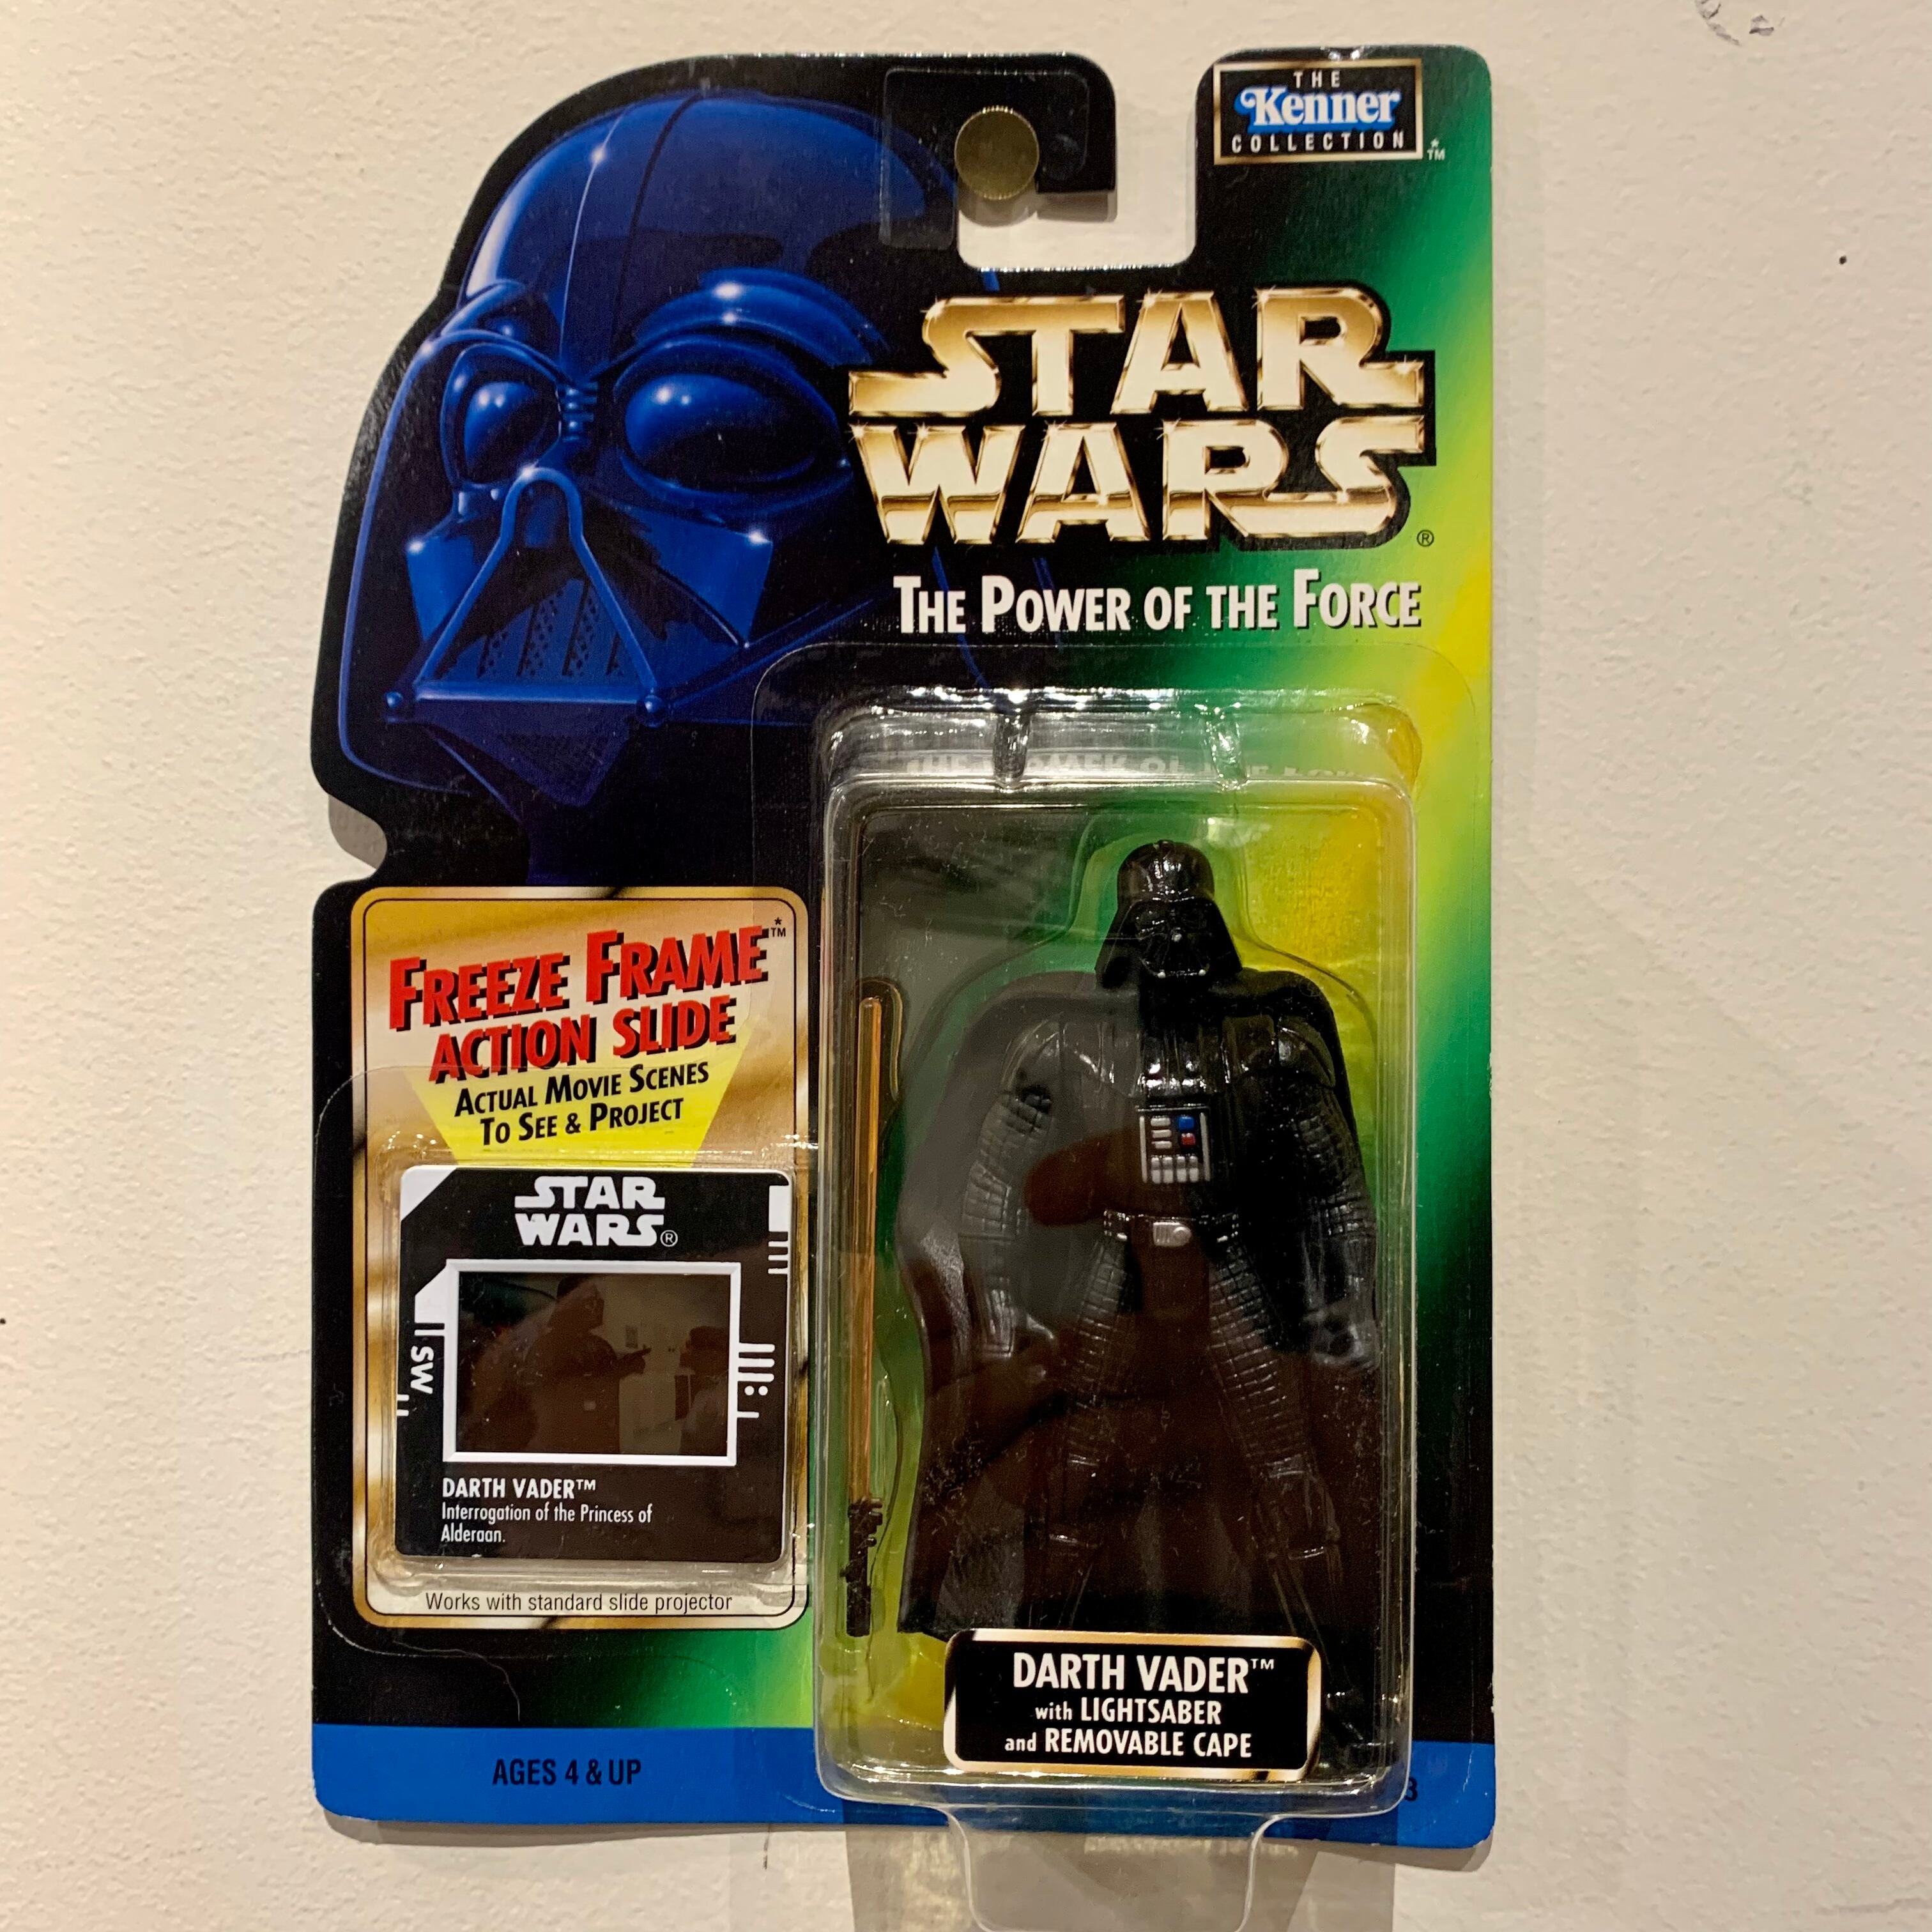 THE
Kenner
COLLECTION
™
STAR
WARS
®
THE POWER OF THE FORCE
FREEZE FRAME™
ACTION SLIDE
ACTUAL MOVIE SCENES
TO SEE & PROJECT
STAR
WARS®
SW
DARTH VADER™
Interrogation of the Princess of
Alderaan.
Works with standard slide projector
DARTH VADER™
with LIGHTSABER
and REMOVABLE CAPE
AGES 4 & UP